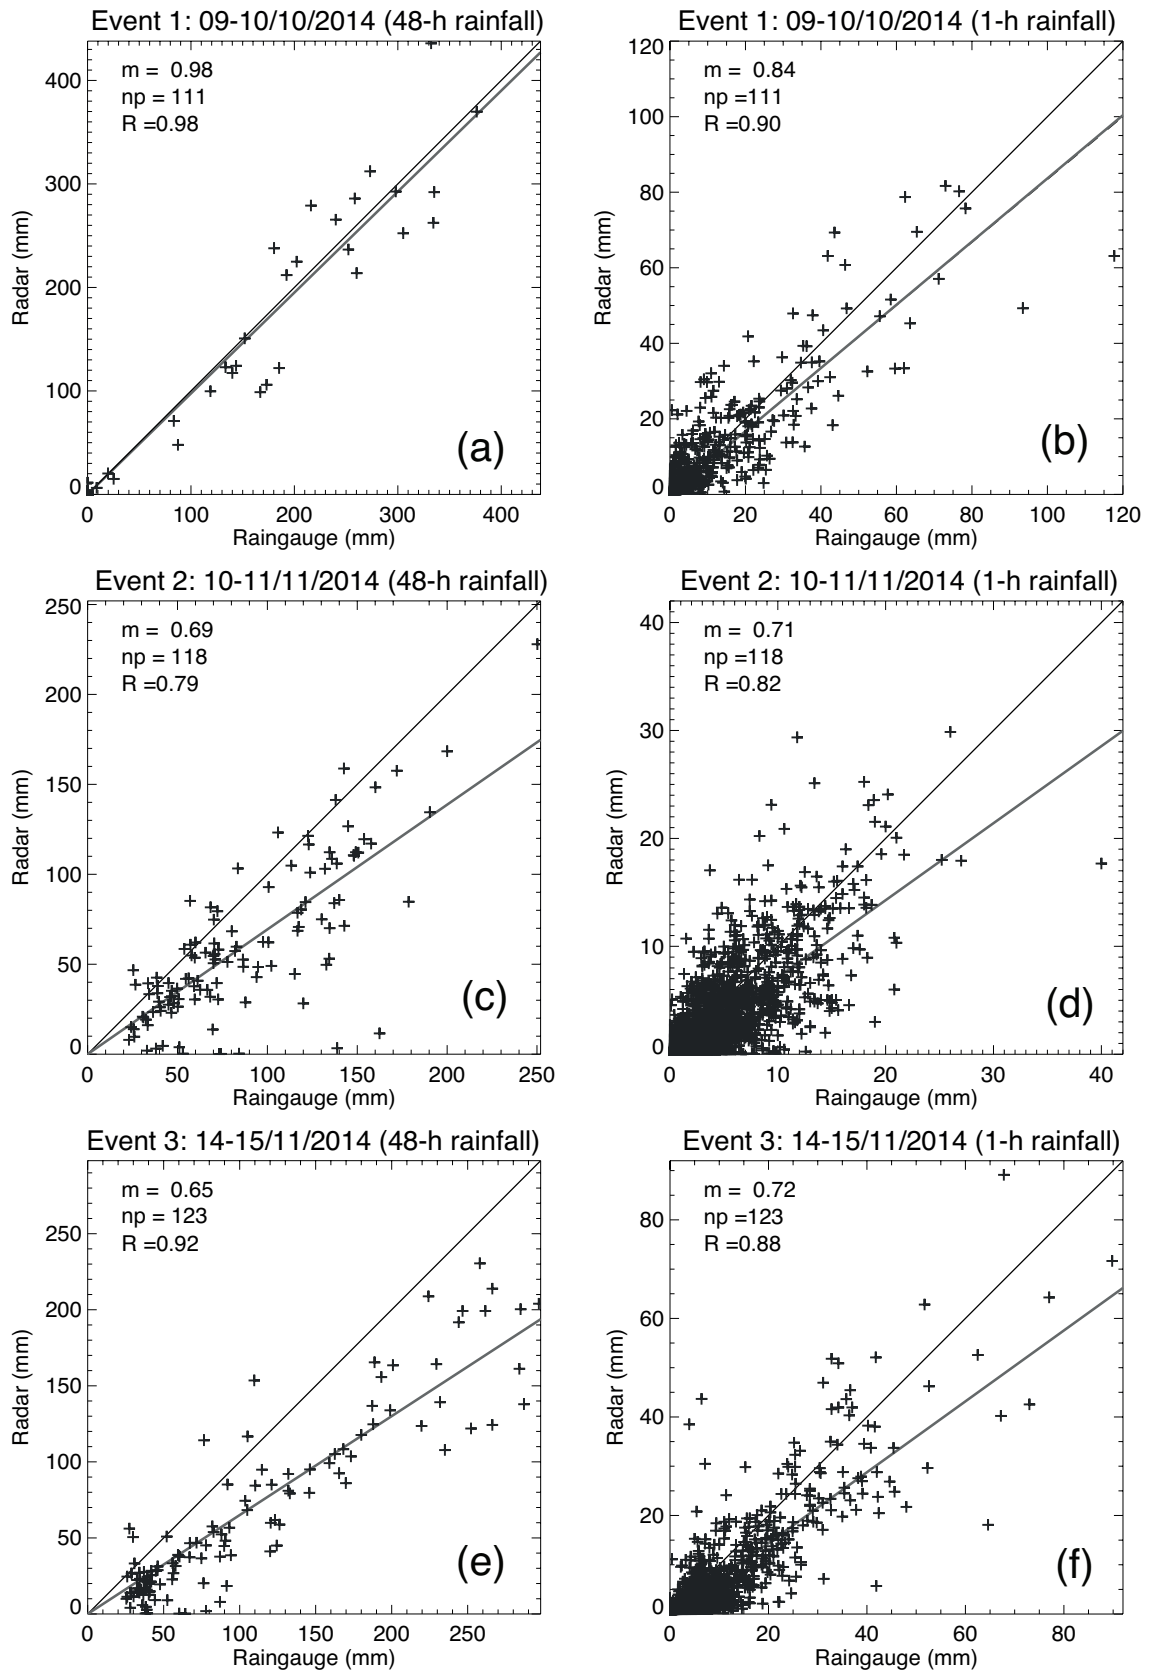 Event 1: 09-10/10/2014 (48-h rainfall)
m = 0.98
np = 111
R =0.98
400
300
200
100
0
Radar (mm)
(a)
0 100 200 300 400
Raingauge (mm)
Event 1: 09-10/10/2014 (1-h rainfall)
m = 0.84
np =111
R =0.90
120
100
80
60
40
20
0
Radar (mm)
(b)
0 20 40 60 80 100 120
Raingauge (mm)
Event 2: 10-11/11/2014 (48-h rainfall)
m = 0.69
np = 118
R =0.79
250
200
150
100
50
0
Radar (mm)
(c)
0 50 100 150 200 250
Raingauge (mm)
Event 2: 10-11/11/2014 (1-h rainfall)
m = 0.71
np =118
R =0.82
40
30
20
10
0
Radar (mm)
(d)
0 10 20 30 40
Raingauge (mm)
Event 3: 14-15/11/2014 (48-h rainfall)
m = 0.65
np = 123
R =0.92
250
200
150
100
50
0
Radar (mm)
(e)
0 50 100 150 200 250
Raingauge (mm)
Event 3: 14-15/11/2014 (1-h rainfall)
m = 0.72
np =123
R =0.88
80
60
40
20
0
Radar (mm)
(f)
0 20 40 60 80
Raingauge (mm)